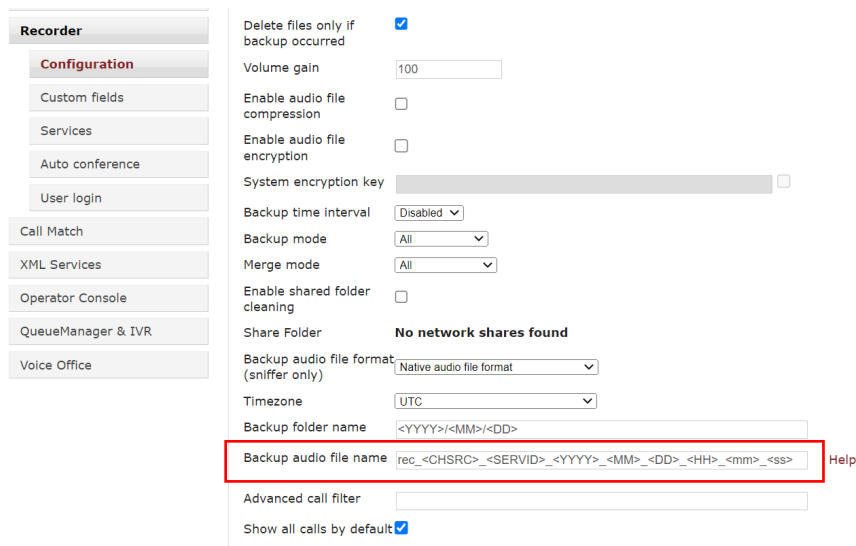 Recorder
Configuration
Custom fields
Services
Auto conference
User login
Call Match
XML Services
Operator Console
QueueManager & IVR
Voice Office
Delete files only if
backup occurred
Volume gain 100
Enable audio file
compression
Enable audio file
encryption
System encryption key
Backup time interval Disabled
Backup mode All
Merge mode All
Enable shared folder
cleaning
Share Folder No network shares found
Backup audio file format
(sniffer only) Native audio file format
Timezone UTC
Backup folder name <YYYY>/<MM>/<DD>
Backup audio file name rec_<CHSRC>_<SERVID>_<YYYY>_<MM>_<DD>_<HH>_<mm>_<ss> Help
Advanced call filter
Show all calls by default